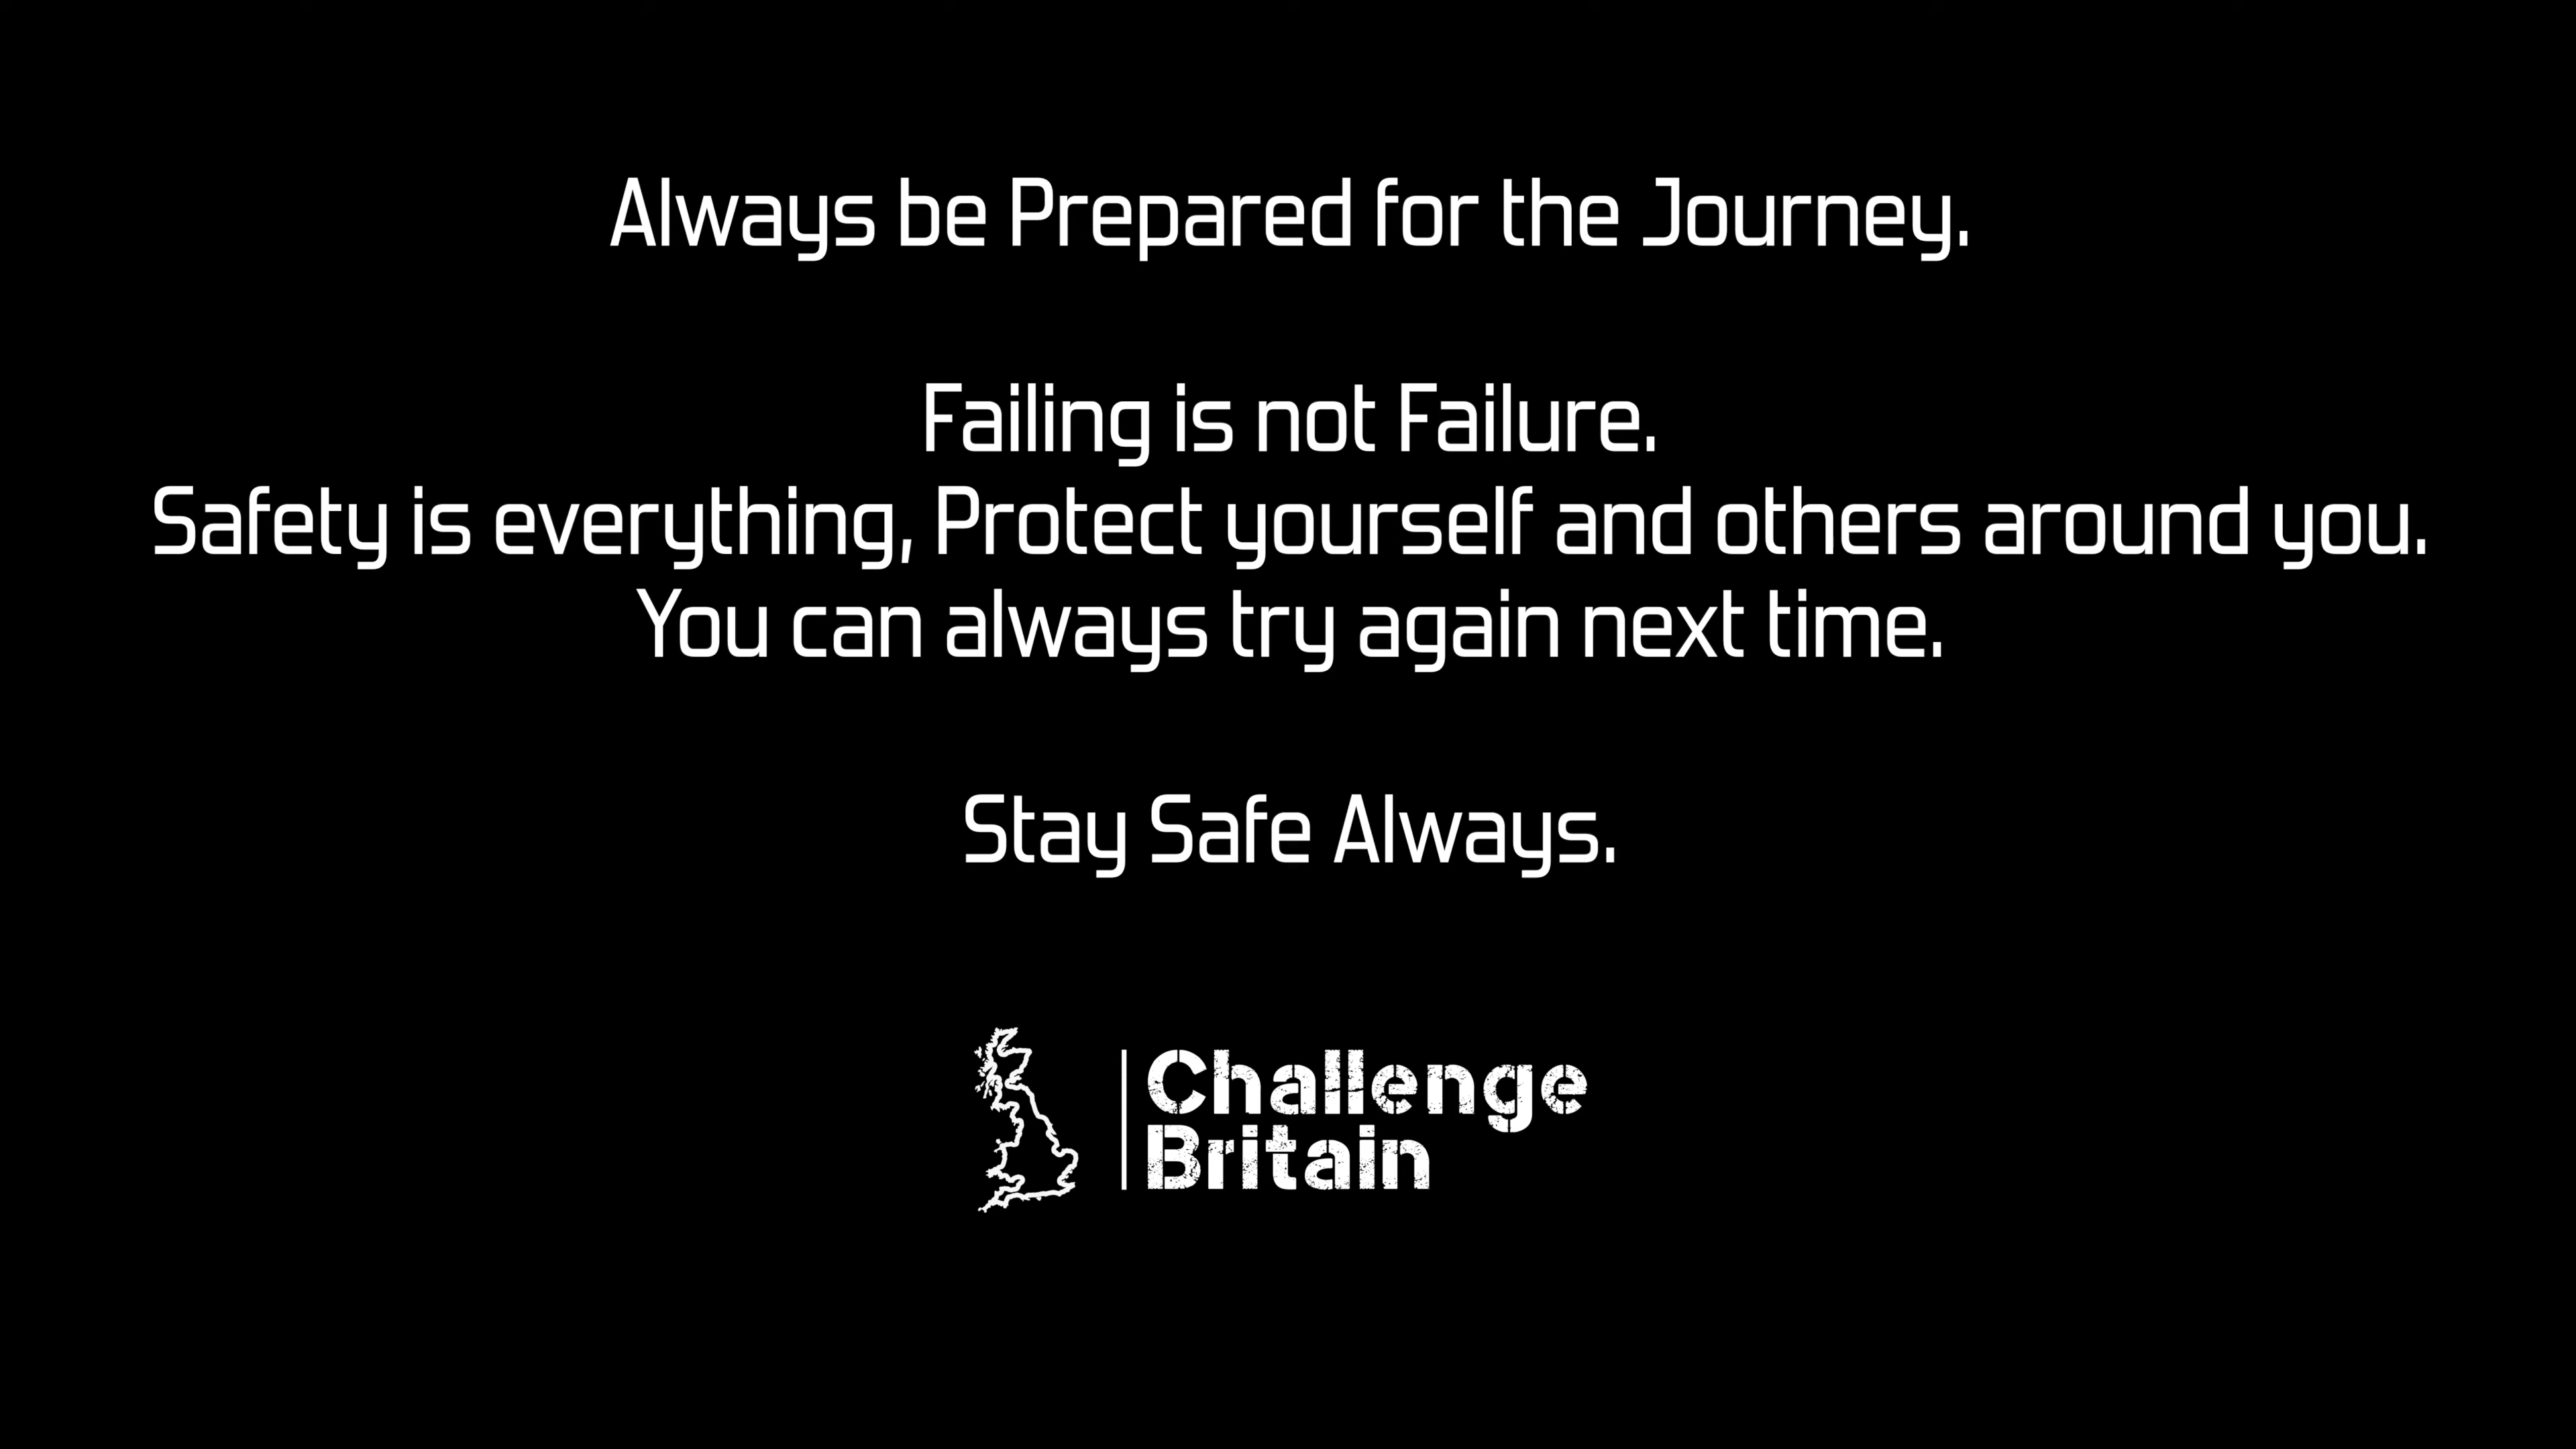 Always be Prepared for the Journey.
Failing is not Failure.
Safety is everything, Protect yourself and others around you.
You can always try again next time.
Stay Safe Always.
Challenge
Britain